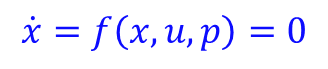 ẋ = f(x, u, p) = 0